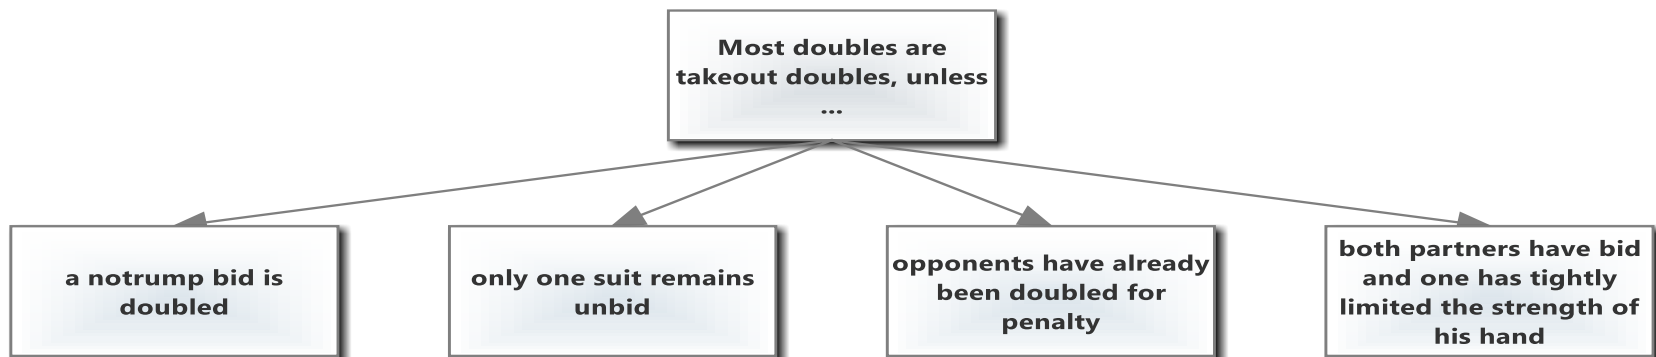 Most doubles are
takeout doubles, unless
...
a notrump bid is
doubled
only one suit remains
unbid
opponents have already
been doubled for
penalty
both partners have bid
and one has tightly
limited the strength of
his hand